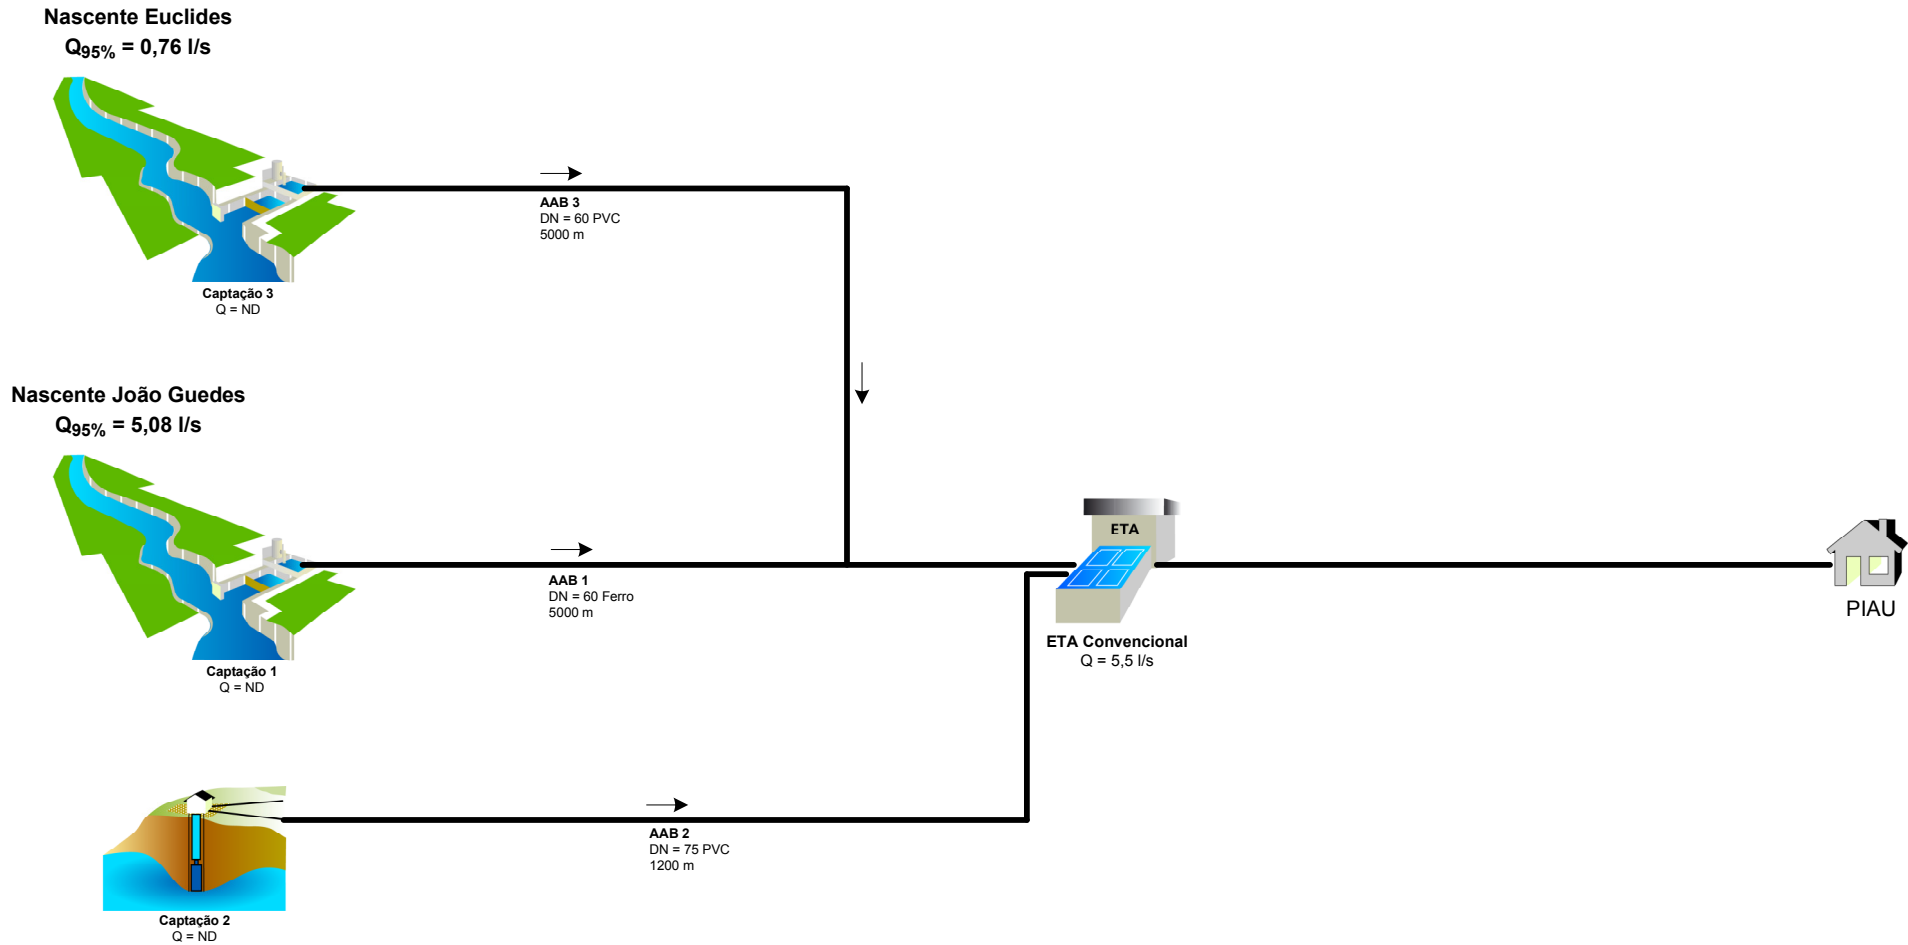 Nascente Euclides
Q95% = 0,76 l/s
AAB 3
DN = 60 PVC
5000 m
Captação 3
Q = ND
Nascente João Guedes
Q95% = 5,08 l/s
AAB 1
DN = 60 Ferro
5000 m
Captação 1
Q = ND
ETA
ETA Convencional
Q = 5,5 l/s
PIAU
AAB 2
DN = 75 PVC
1200 m
Captação 2
Q = ND